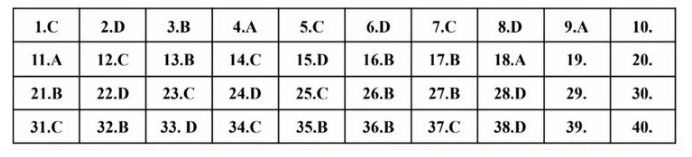 1.C 2.D 3.B 4.A 5.C 6.D 7.C 8.D 9.A 10.
11.A 12.C 13.B 14.C 15.D 16.B 17.B 18.A 19. 20.
21.B 22.D 23.C 24.D 25.C 26.B 27.B 28.D 29. 30.
31.C 32.B 33. D 34.C 35.B 36.B 37.C 38.D 39. 40.